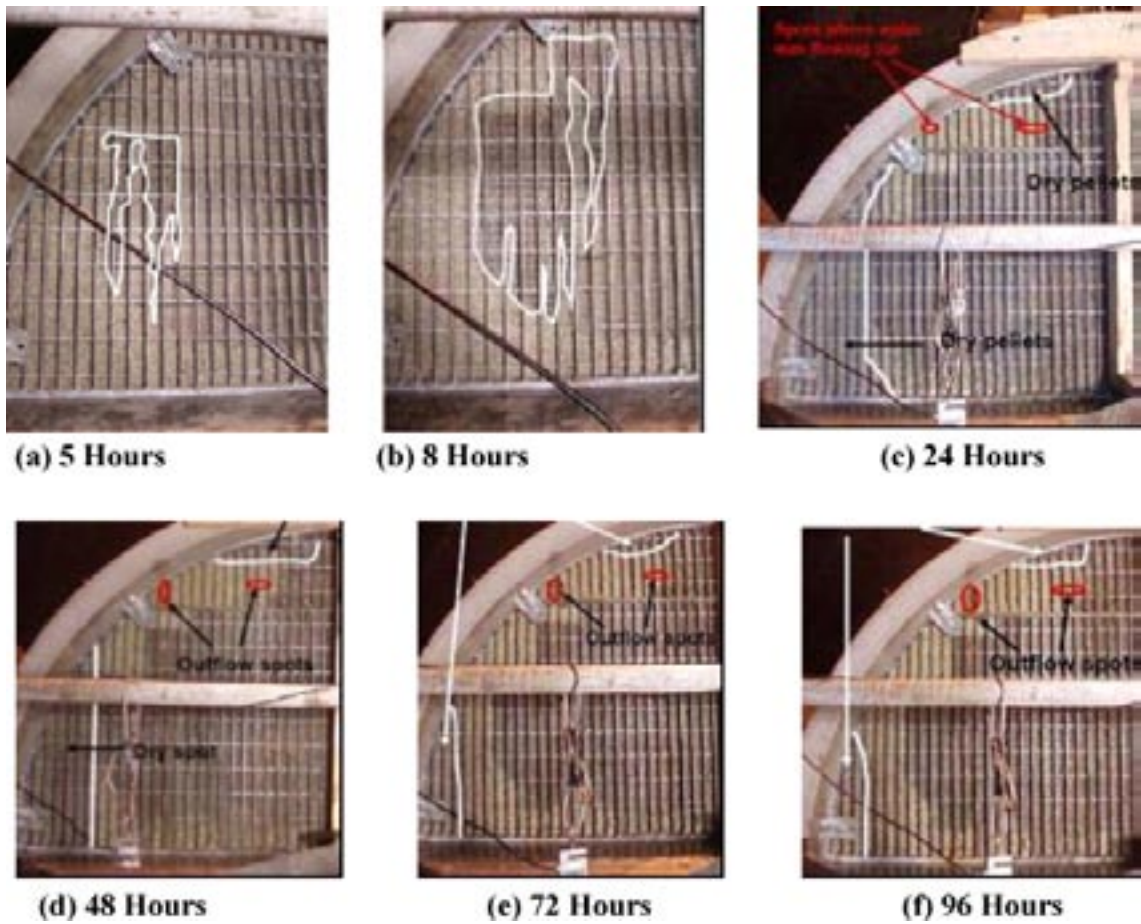 Dry pellets
Dry pellets
(a) 5 Hours
(b) 8 Hours
(c) 24 Hours
Outflow spots
Outflow spots
Outflow spots
Dry spot
(d) 48 Hours
(e) 72 Hours
(f) 96 Hours